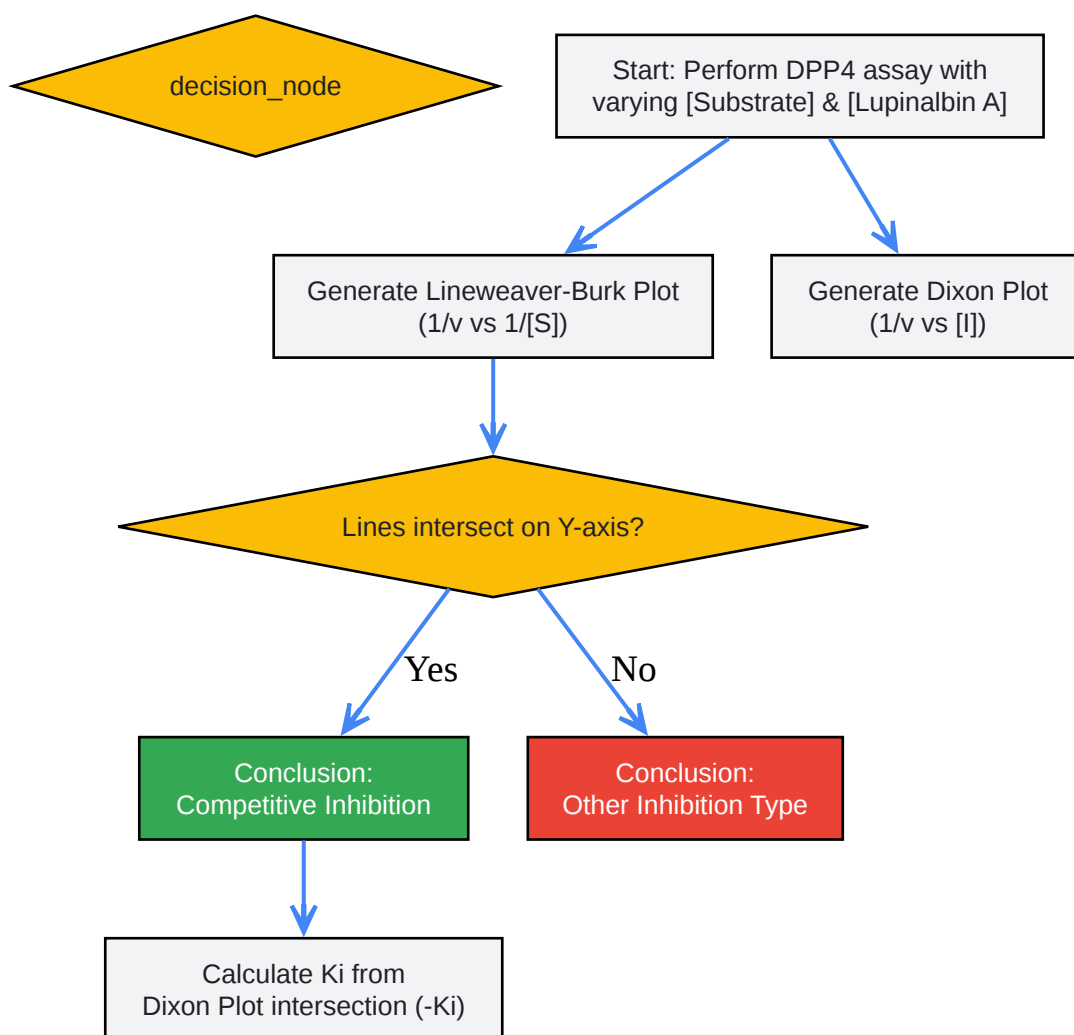 decision_node
Start: Perform DPP4 assay with
varying [Substrate] & [Lupinalbin A]
Generate Lineweaver-Burk Plot
(1/v vs 1/[S])
Generate Dixon Plot
(1/v vs [I])
Lines intersect on Y-axis?
Yes
No
Conclusion:
Competitive Inhibition
Conclusion:
Other Inhibition Type
Calculate Ki from
Dixon Plot intersection (-Ki)